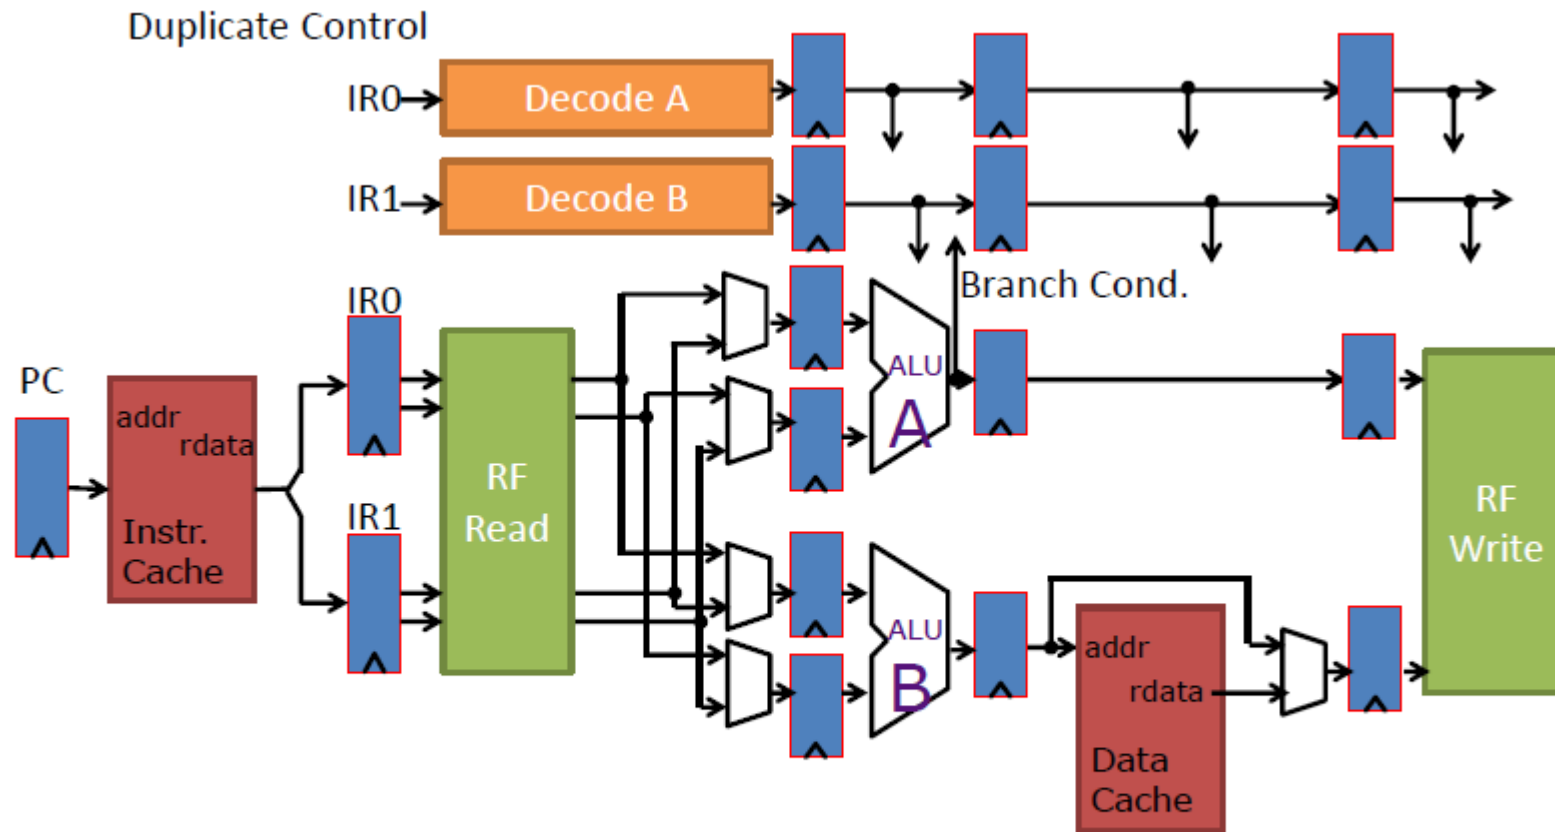 Duplicate Control
IR0
Decode A
IR1
Decode B
Branch Cond.
IR0
PC
addr
rdata
Instr.
Cache
IR1
RF
Read
ALU
A
ALU
B
addr
rdata
Data
Cache
RF
Write